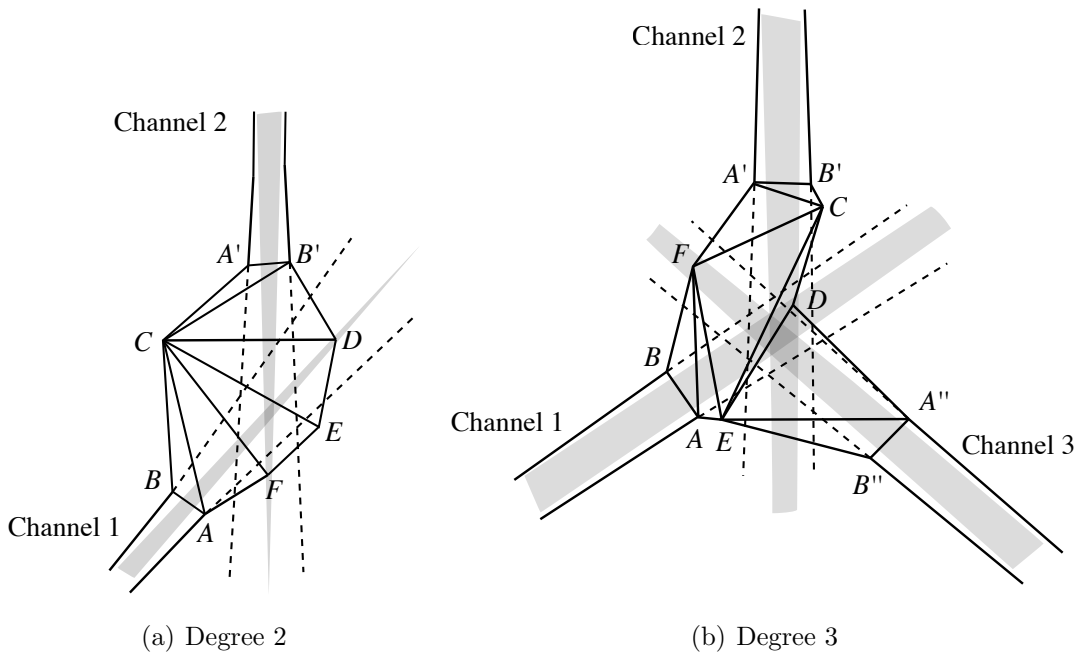 Channel 2
A' B'
C
D
E
B
F
Channel 1
A
(a) Degree 2
Channel 2
A' B'
C
F
D
B
A"
Channel 1
A E
Channel 3
B"
(b) Degree 3